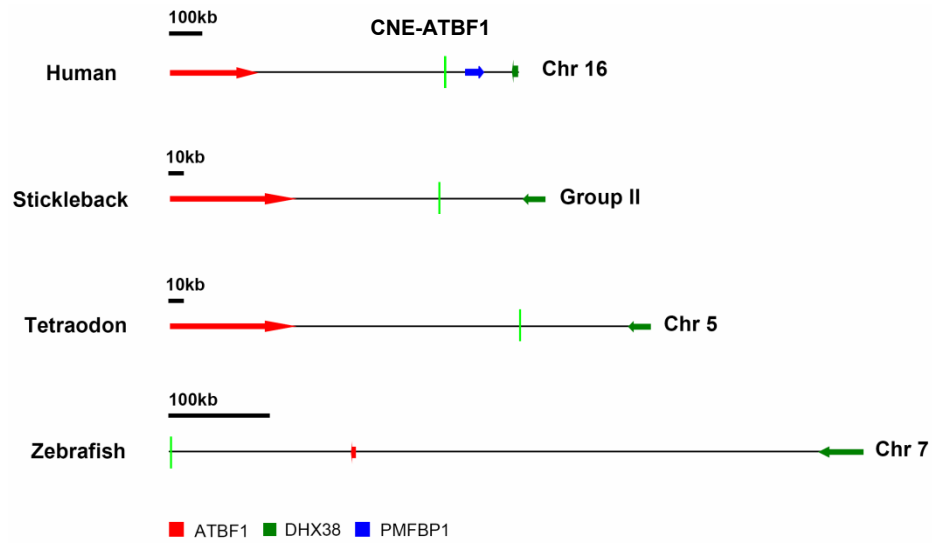 100kb
CNE-ATBF1
Human
Chr 16
10kb
Stickleback
Group II
10kb
Tetraodon
Chr 5
100kb
Zebrafish
Chr 7
ATBF1 DHX38 PMFBP1